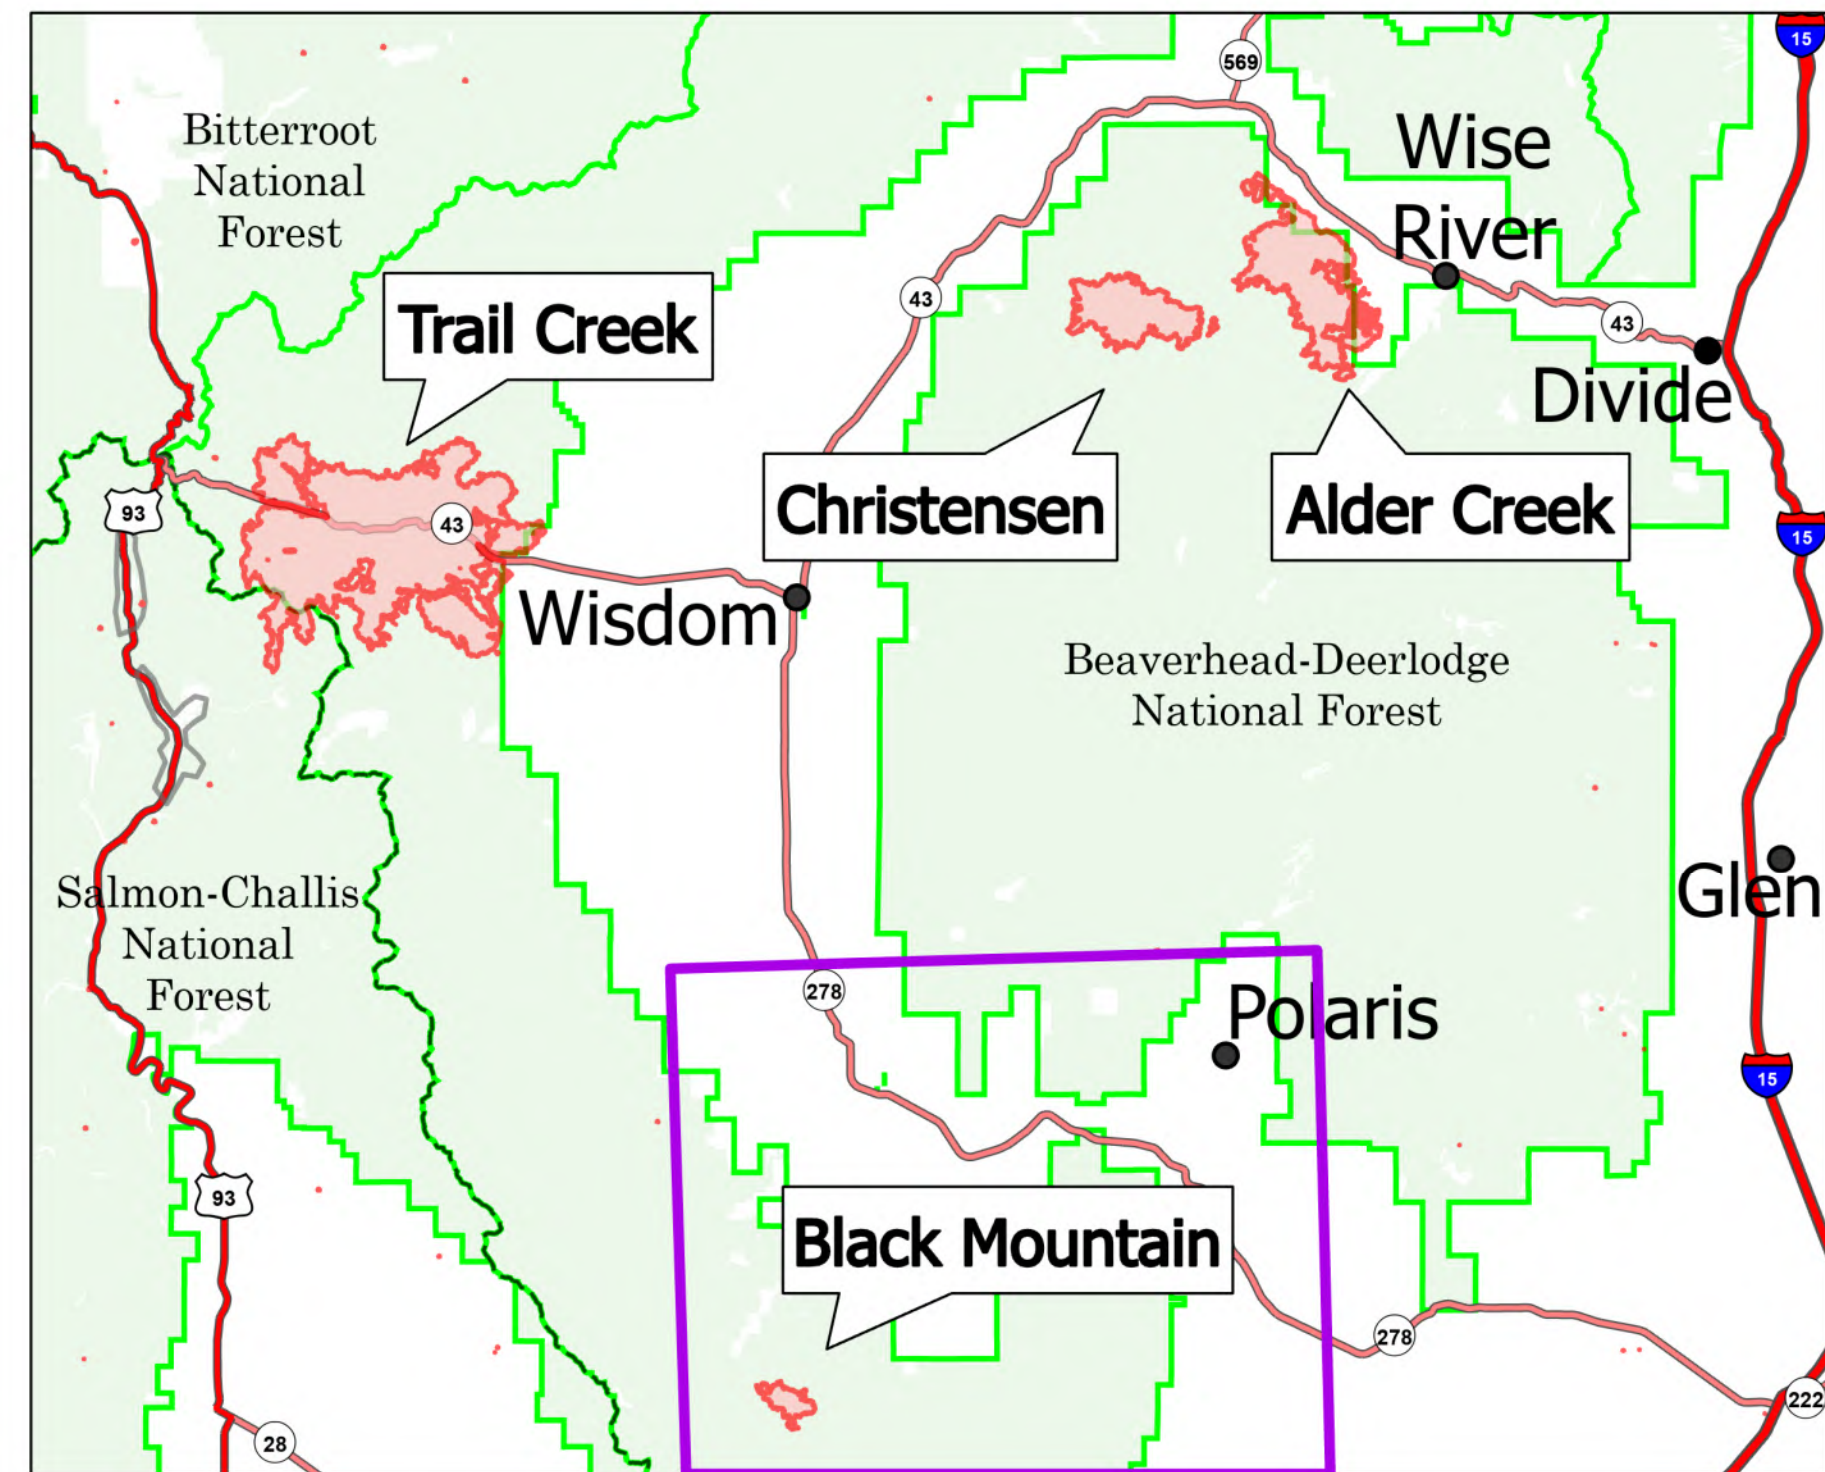 15
569
Bitterroot
National
Forest
Wise
River
43
Trail Creek
43
Divide
93
43
Christensen
Alder Creek
15
Wisdom
Beaverhead-Deerlodge
National Forest
Salmon-Challis
National
Forest
Glen
278
Polaris
15
93
Black Mountain
278
222
28